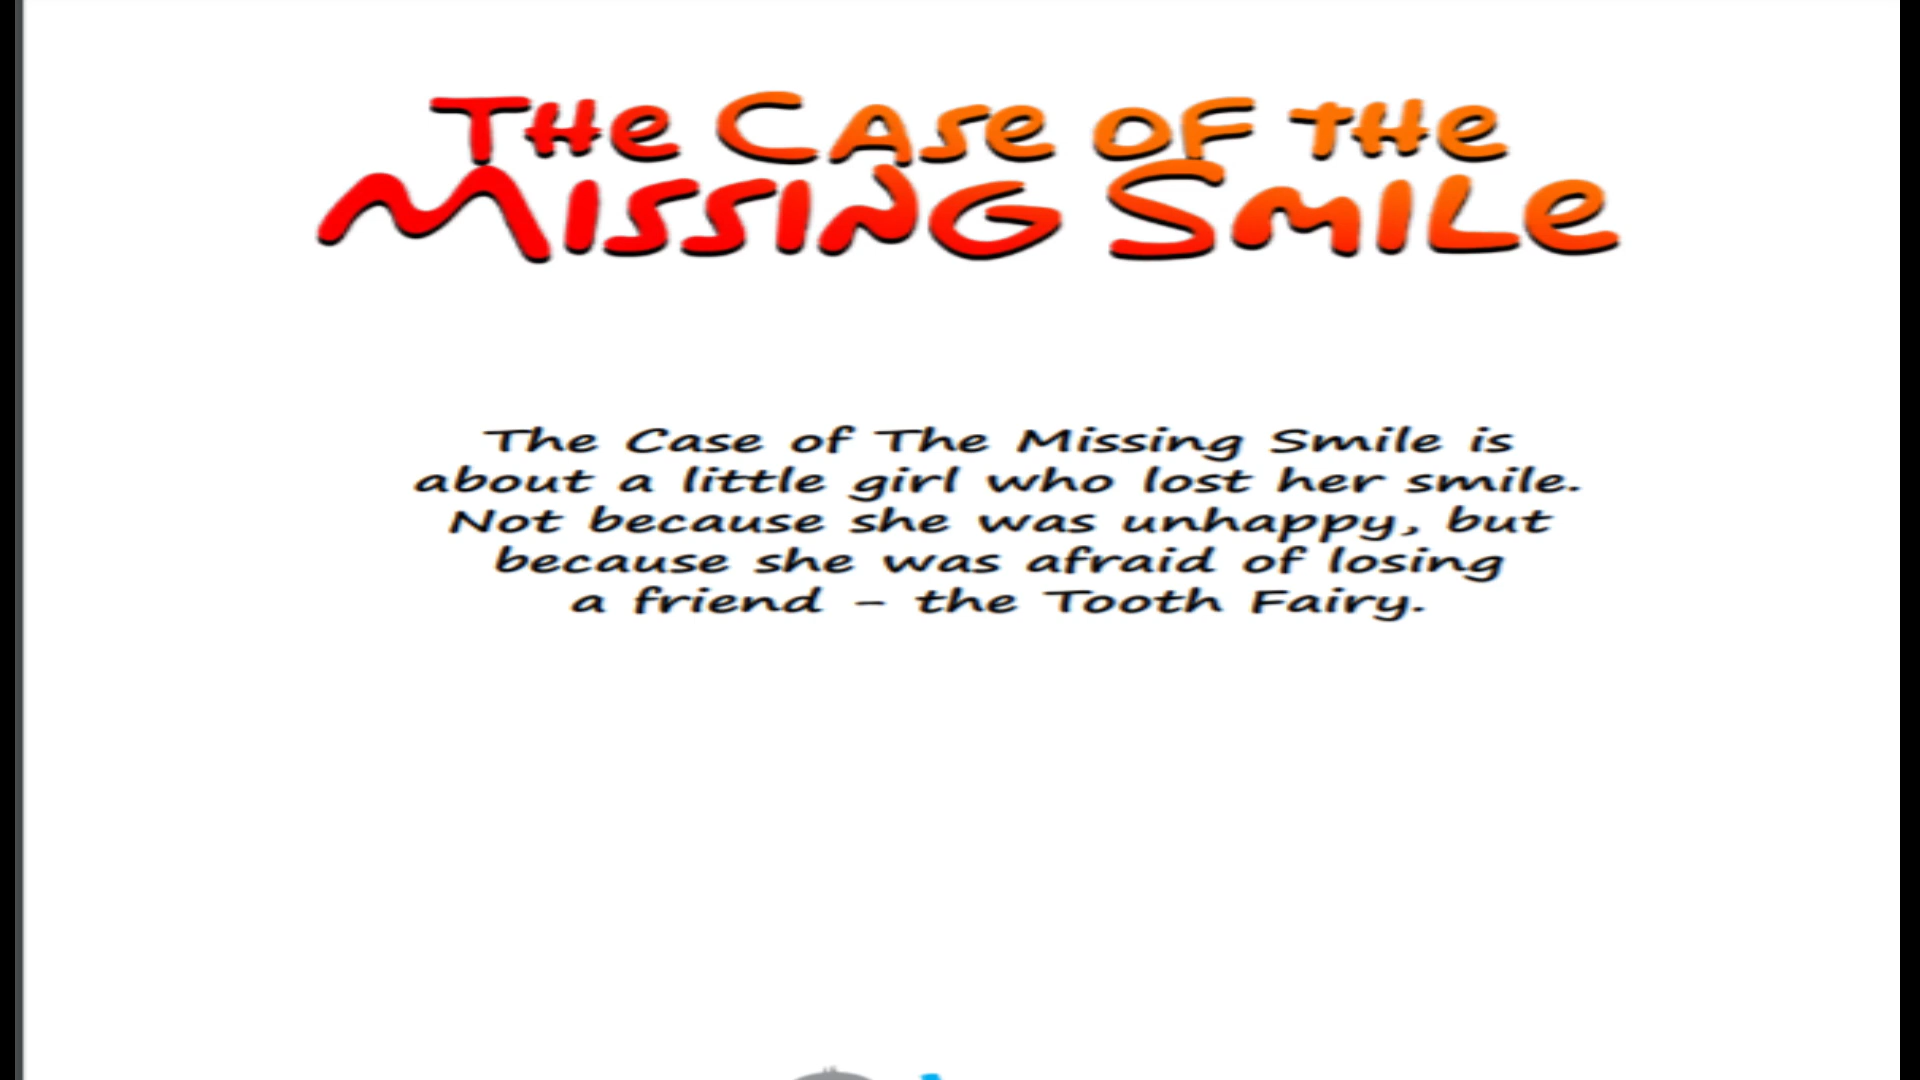 The Case of the
Missing Smile
The Case of The Missing Smile is
about a little girl who lost her smile.
Not because she was unhappy, but
because she was afraid of losing
a friend – the Tooth Fairy.